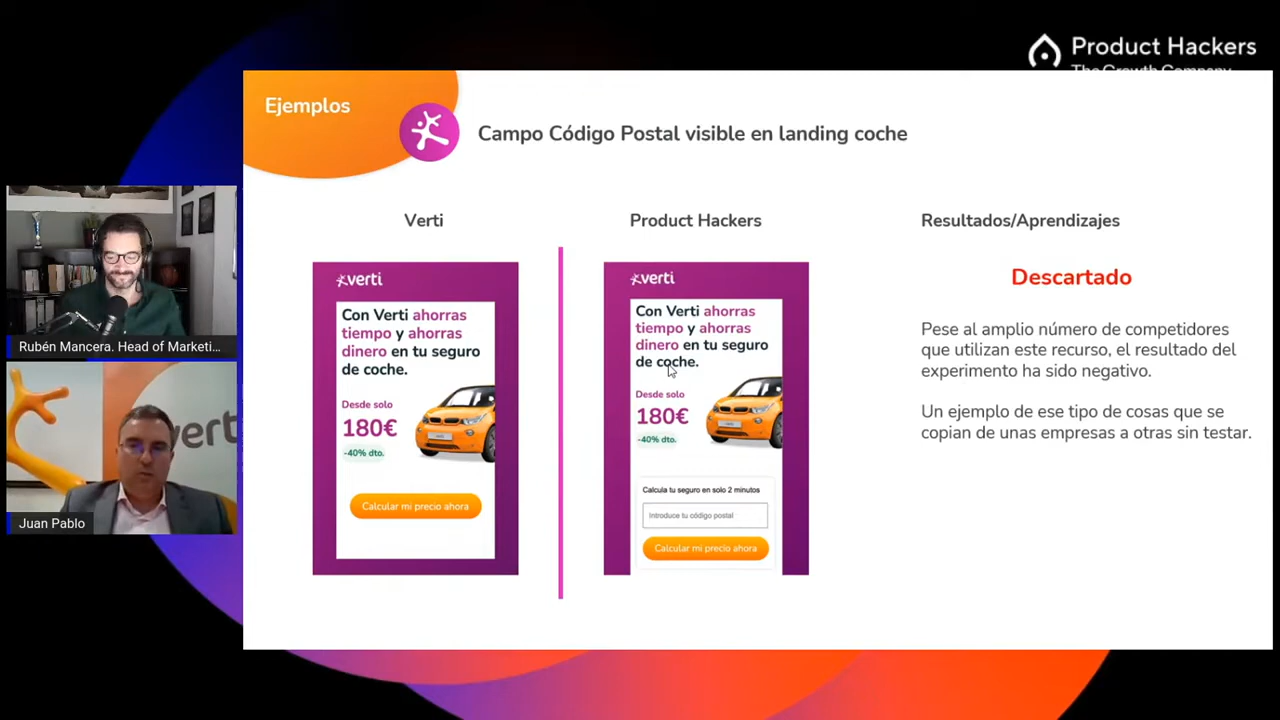 Product Hackers
The Growth Company
Ejemplos
Campo Código Postal visible en landing coche
Verti
Product Hackers
Resultados/Aprendizajes
verti
Con Verti ahorras
tiempo y ahorras
dinero en tu seguro
de coche.
Desde solo
180€
-40% dto.
Calcular mi precio ahora
verti
Con Verti ahorras
tiempo y ahorras
dinero en tu seguro
de coche.
Desde solo
180€
-40% dto.
Calcula tu seguro en solo 2 minutos
Introduce tu código postal
Calcular mi precio ahora
Descartado
Pese al amplio número de competidores
que utilizan este recurso, el resultado del
experimento ha sido negativo.
Un ejemplo de ese tipo de cosas que se
copian de unas empresas a otras sin testar.
Rubén Mancera. Head of Marketi...
vert
Juan Pablo